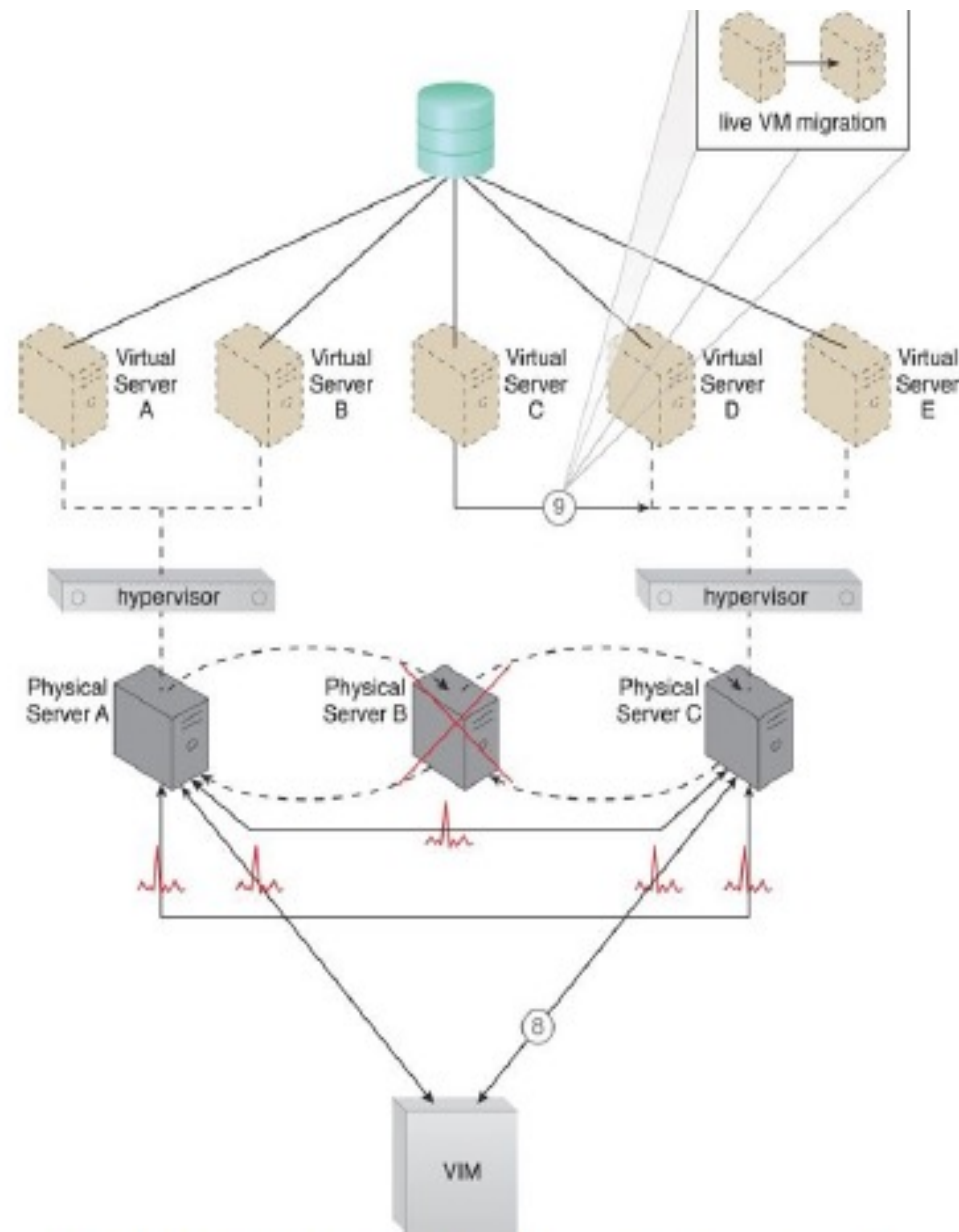 live VM migration
Virtual
Server
A
Virtual
Server
B
Virtual
Server
C
Virtual
Server
D
Virtual
Server
E
9
hypervisor
hypervisor
Physical
Server A
Physical
Server B
Physical
Server C
8
VIM